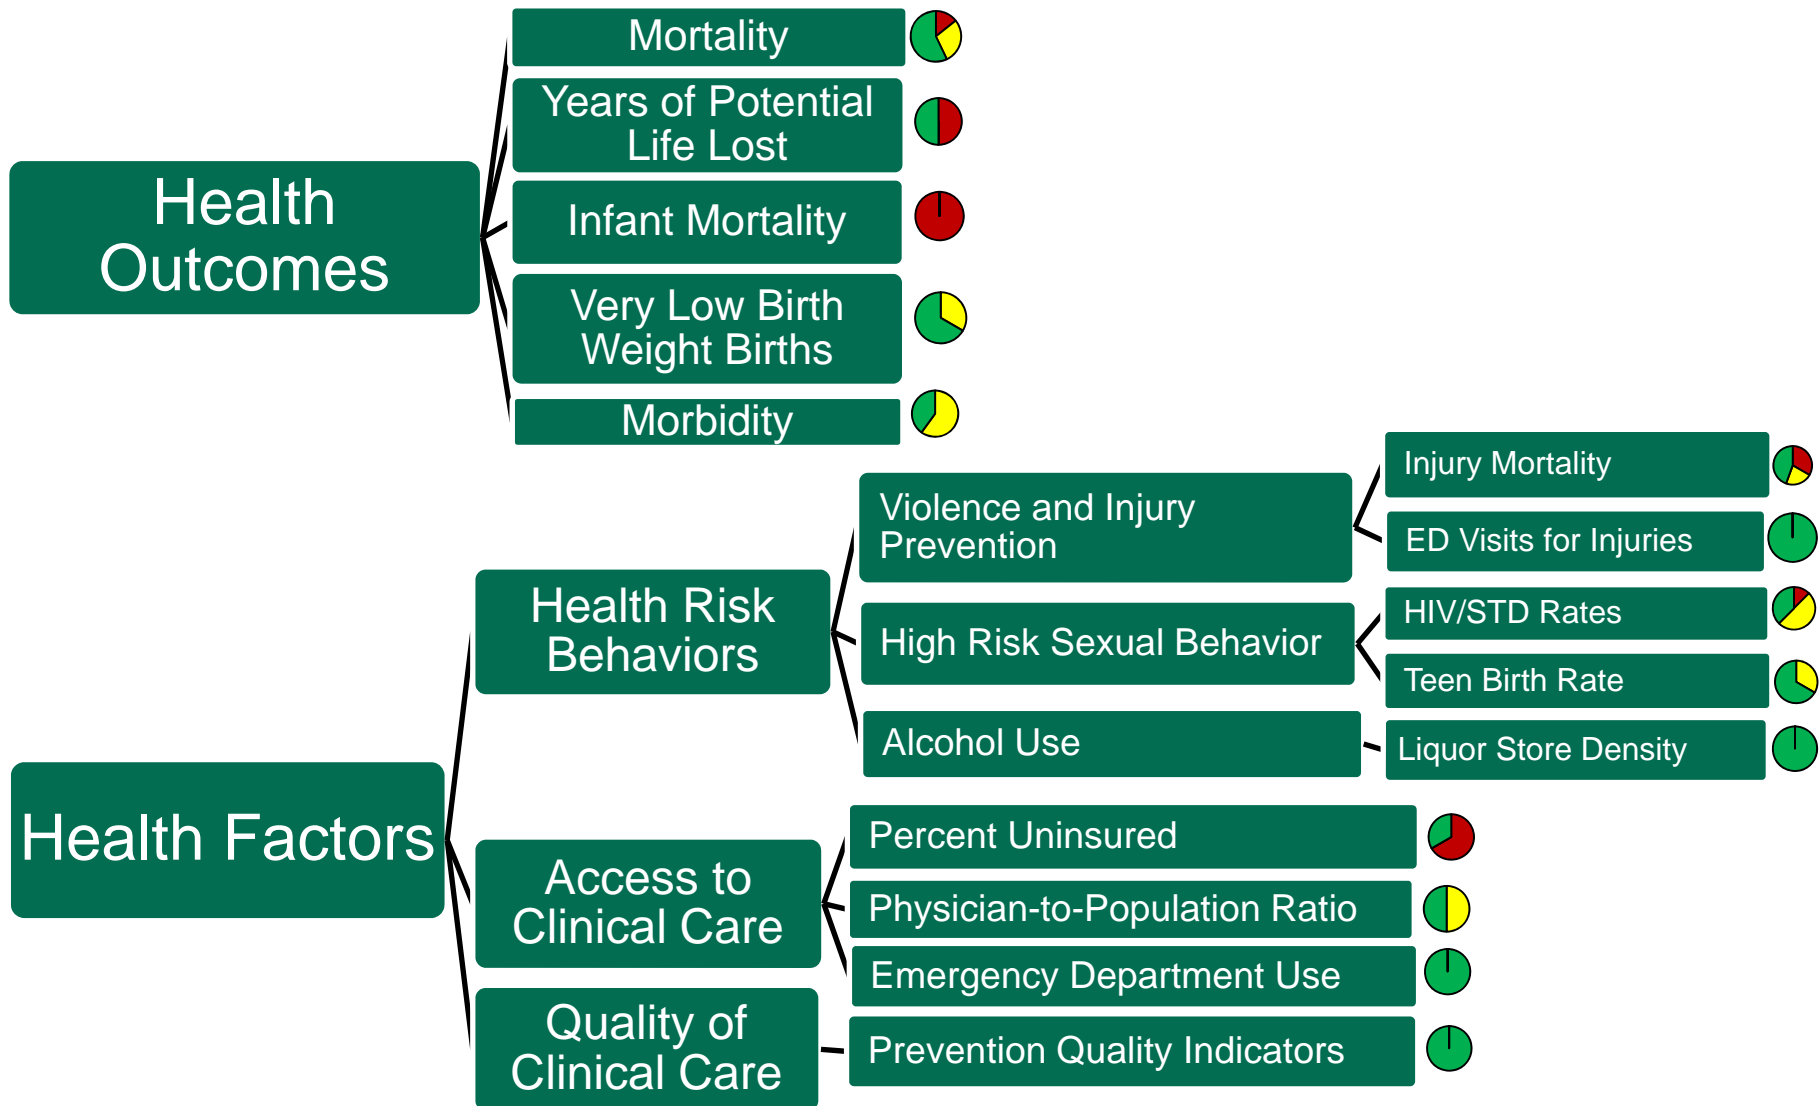 Mortality
Years of Potential
Life Lost
Health
Outcomes
Infant Mortality
Very Low Birth
Weight Births
Morbidity
Injury Mortality
Violence and Injury
Prevention
ED Visits for Injuries
Health Risk
Behaviors
HIV/STD Rates
High Risk Sexual Behavior
Teen Birth Rate
Alcohol Use
Liquor Store Density
Health Factors
Percent Uninsured
Access to
Clinical Care
Physician-to-Population Ratio
Emergency Department Use
Quality of
Clinical Care
Prevention Quality Indicators